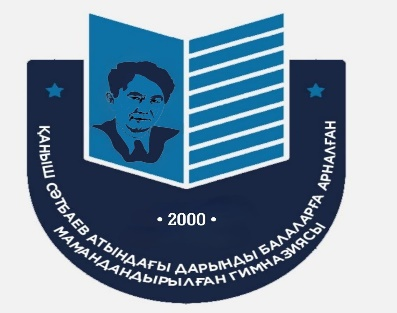 • 2000 •
ҚАНЫШ СӘТБАЕВ АТЫНДАҒЫ ДАРЫНДЫ БАЛАЛАРҒА АРНАЛҒАН
МАМАНДАНДЫРЫЛҒАН ГИМНАЗИЯСЫ